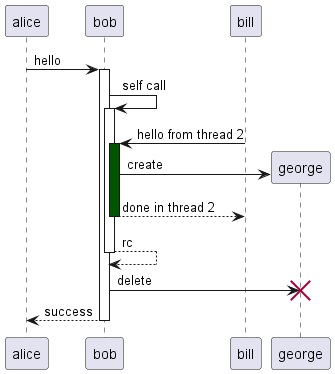 alice bob bill
hello
self call
hello from thread 2
create
george
done in thread 2
rc
delete
success
alice bob bill george